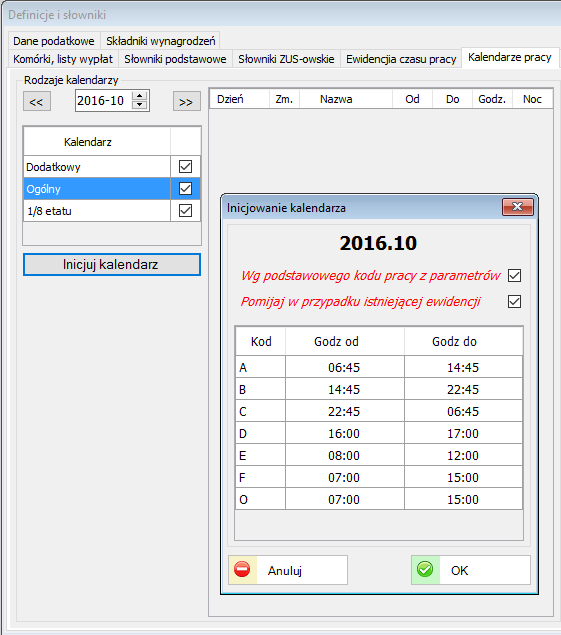 Definicje i słowniki
Dane podatkowe Składniki wynagrodzeń
Komórki, listy wypłat Słowniki podstawowe Słowniki ZUS-owskie Ewidencjia czasu pracy Kalendarze pracy
Rodzaje kalendarzy
<< 2016-10 >>
Kalendarz
Dodatkowy
Ogólny
1/8 etatu
Inicjuj kalendarz
Dzień Zm. Nazwa Od Do Godz. Noc
Inicjowanie kalendarza
2016.10
Wg podstawowego kodu pracy z parametrów
Pomijaj w przypadku istniejącej ewidencji
Kod Godz od Godz do
A 06:45 14:45
B 14:45 22:45
C 22:45 06:45
D 16:00 17:00
E 08:00 12:00
F 07:00 15:00
O 07:00 15:00
Anuluj OK